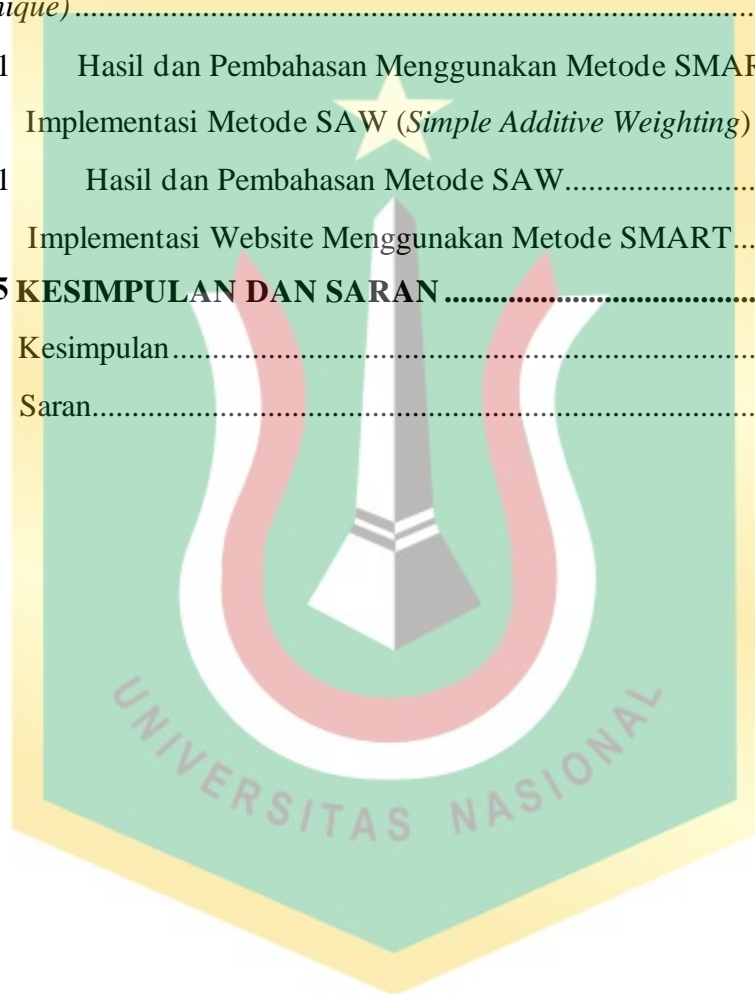 nique)
1 Hasil dan Pembahasan Menggunakan Metode SMAR
Implementasi Metode SAW (Simple Additive Weighting)
1 Hasil dan Pembahasan Metode SAW
Implementasi Website Menggunakan Metode SMART
5 KESIMPULAN DAN SARAN
Kesimpulan
Saran
UNIVERSITAS NASIONAL